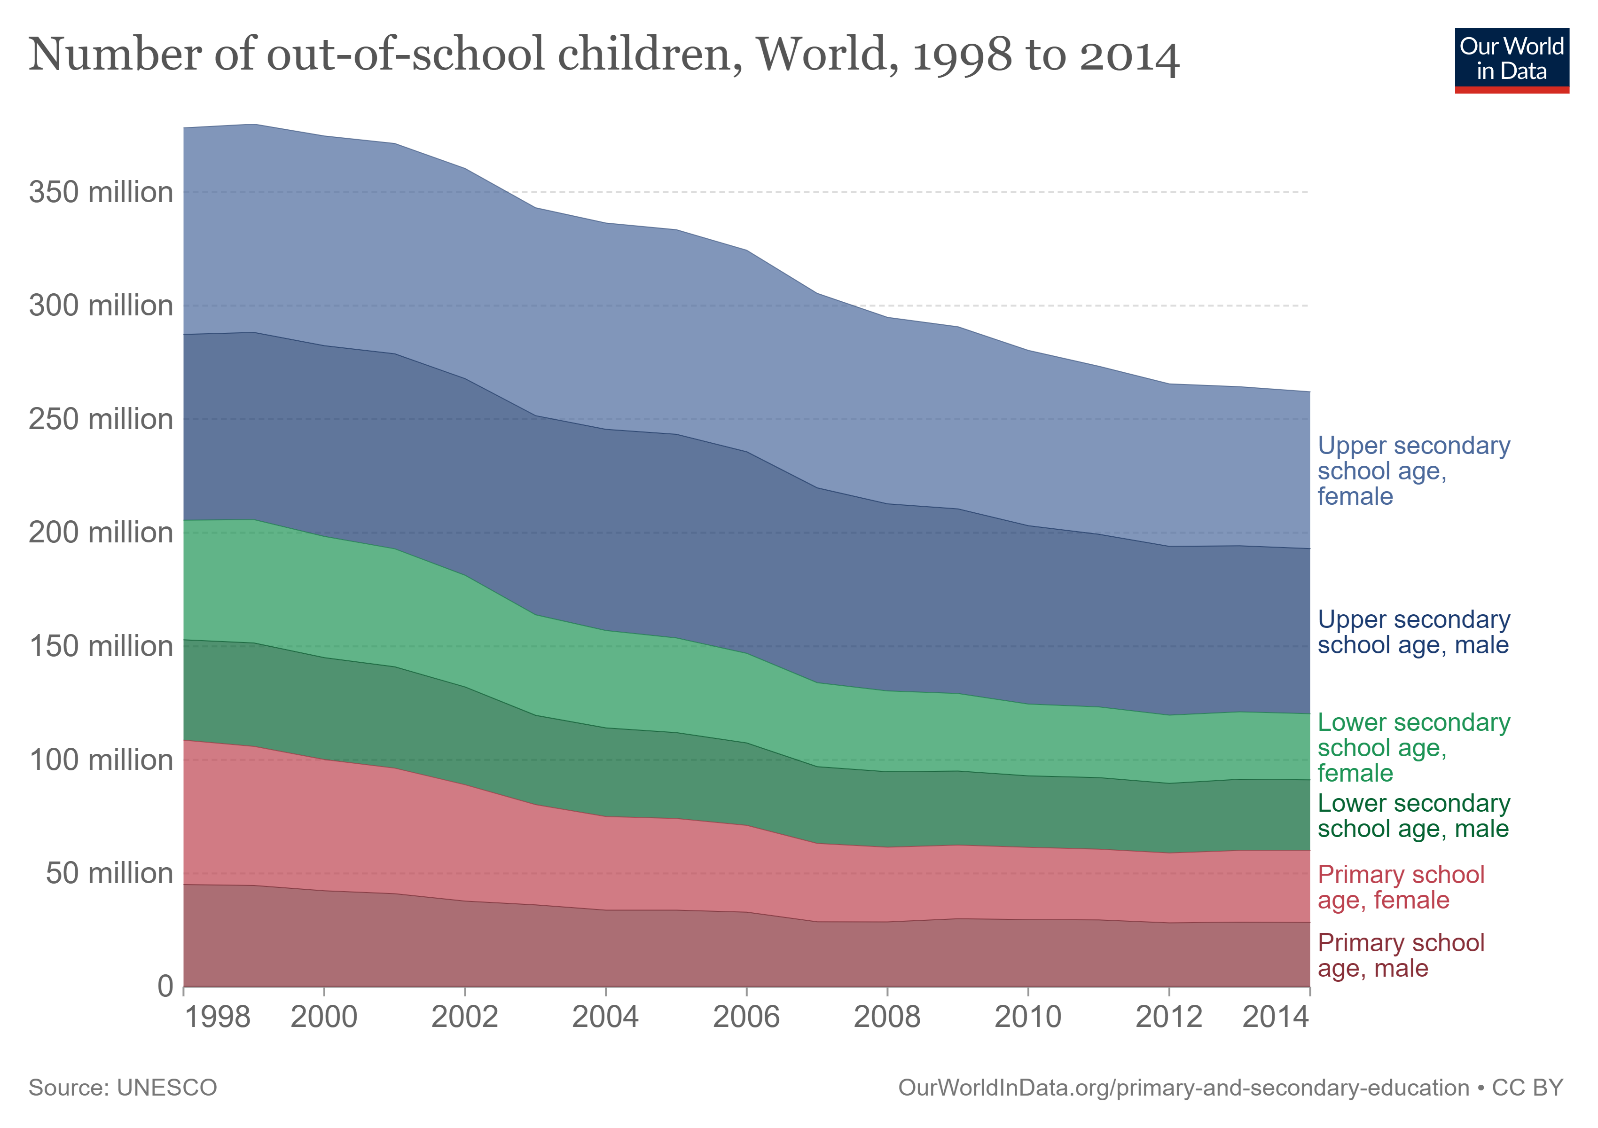 Number of out-of-school children, World, 1998 to 2014
Our World
in Data
350 million
300 million
250 million
200 million
150 million
100 million
50 million
0
Upper secondary
school age,
female
Upper secondary
school age, male
Lower secondary
school age,
female
Lower secondary
school age, male
Primary school
age, female
Primary school
age, male
1998 2000 2002 2004 2006 2008 2010 2012 2014
Source: UNESCO
OurWorldInData.org/primary-and-secondary-education • CC BY